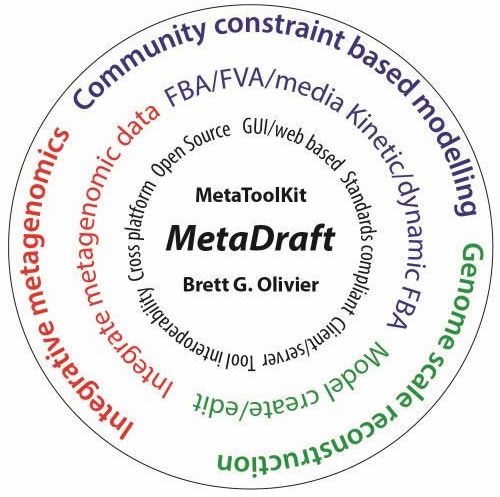 Community constraint based modelling
Genome scale reconstruction
Integrative metagenomics
FBA/FVA/media
Kinetic/dynamic FBA
Model create/edit
Integrate metagenomic data
Open Source
GUI/web based
Standards compliant
Client/server
Tool interoperability
Cross platform
MetaToolKit
MetaDraft
Brett G. Olivier